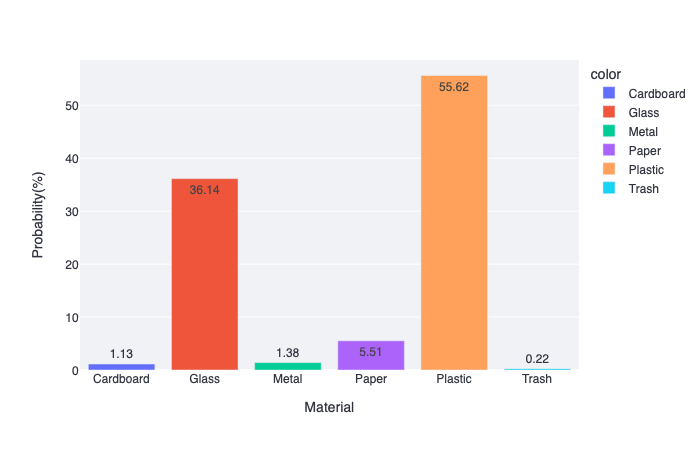 color
Cardboard
Glass
Metal
Paper
Plastic
Trash
Probability(%)
50
40
30
20
10
0
1.13
36.14
1.38
5.51
55.62
0.22
Cardboard
Glass
Metal
Paper
Plastic
Trash
Material